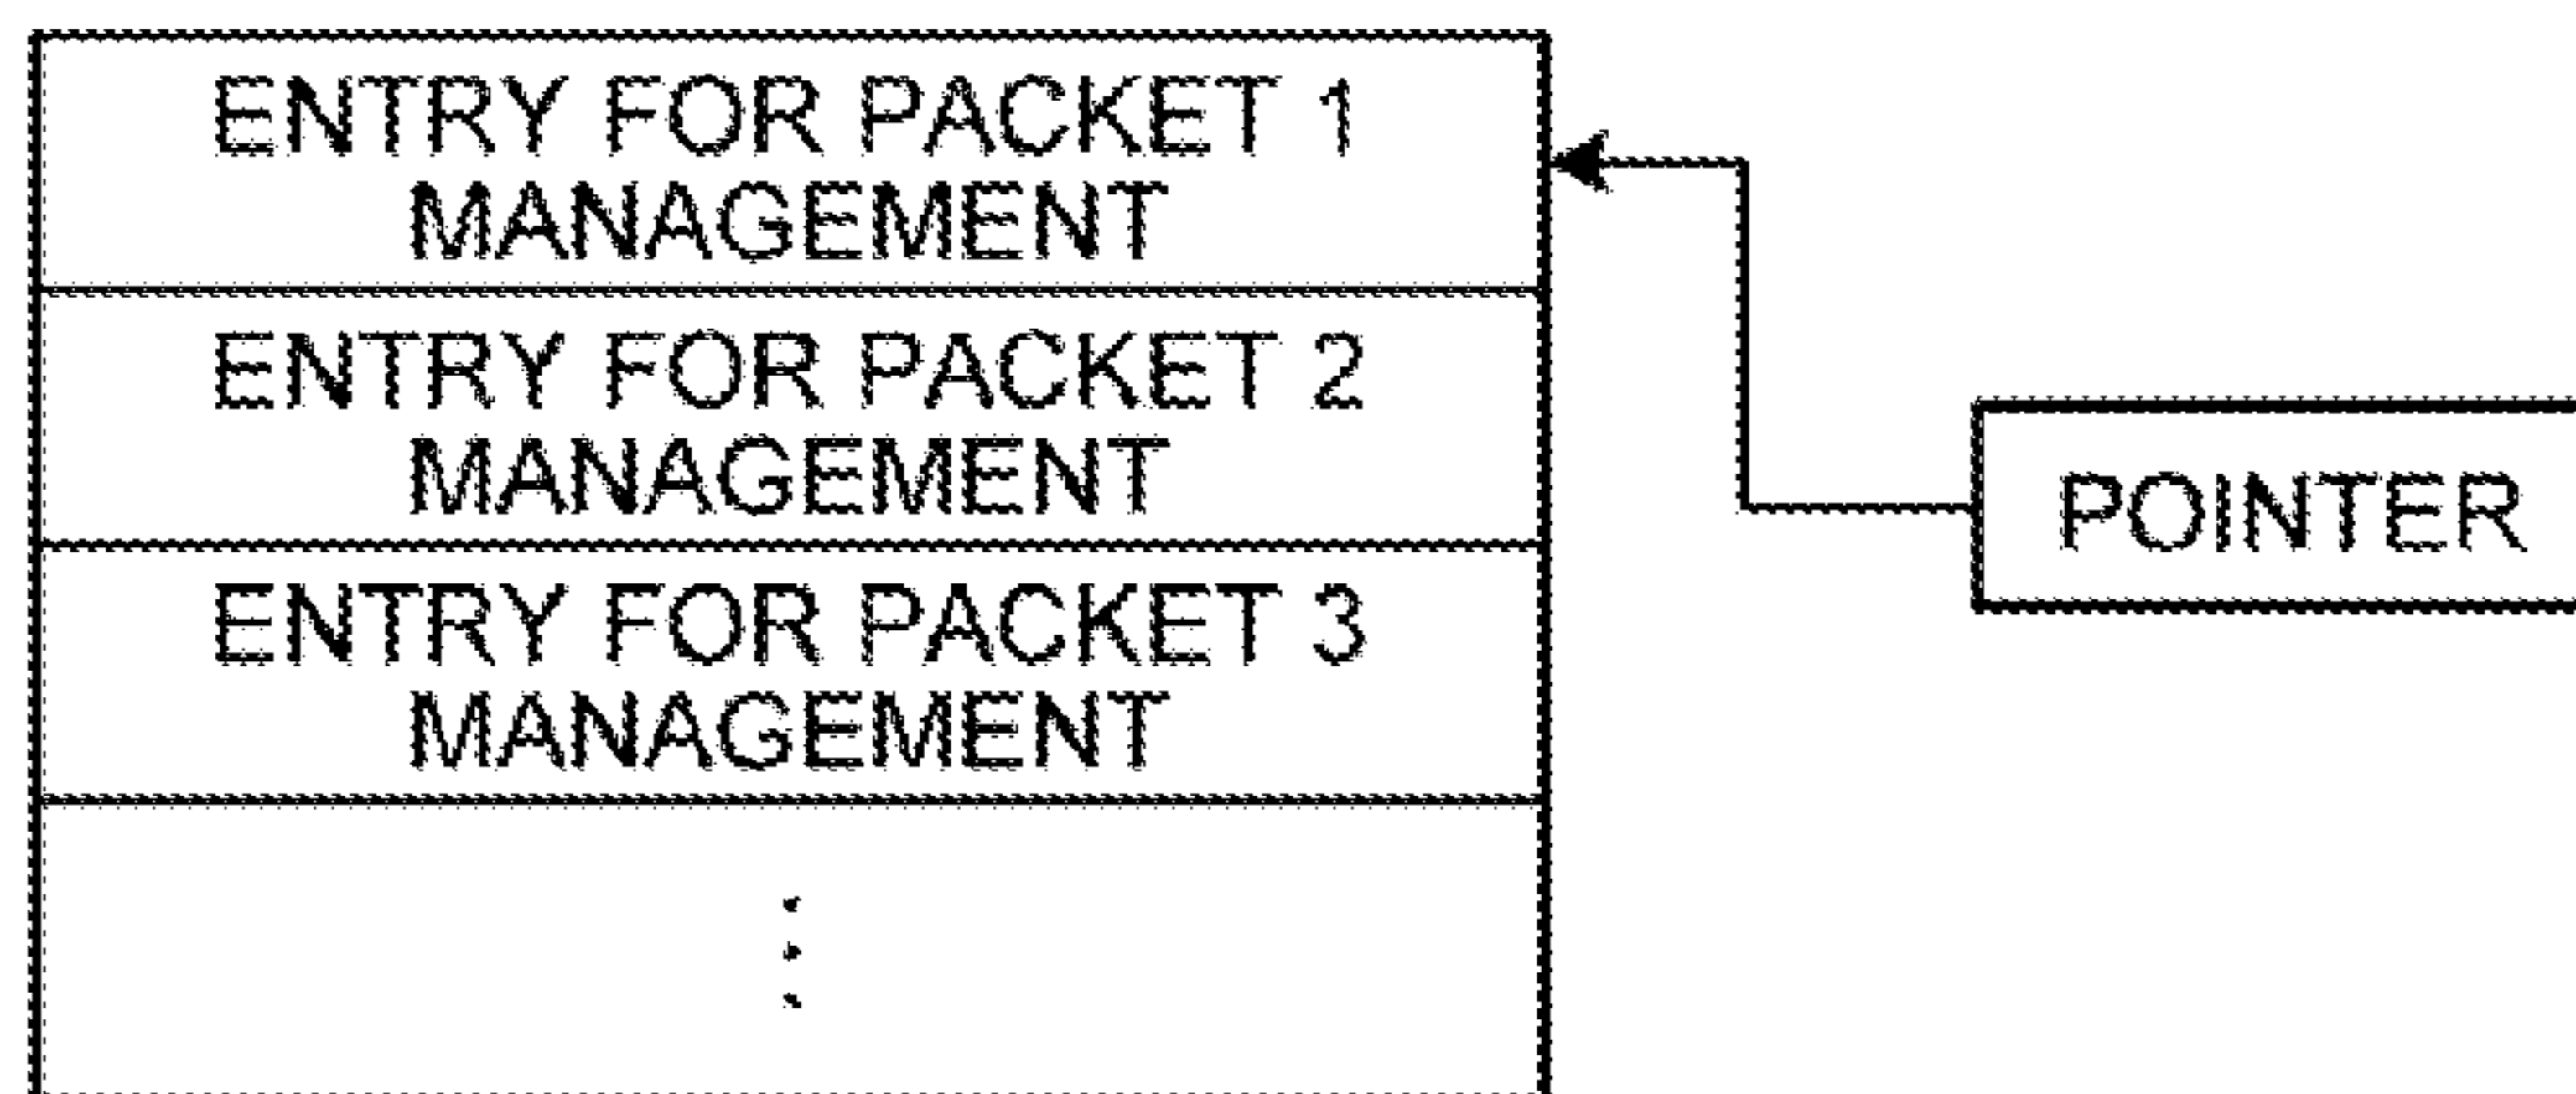 ENTRY FOR PACKET 1
MANAGEMENT
ENTRY FOR PACKET 2
MANAGEMENT
POINTER
ENTRY FOR PACKET 3
MANAGEMENT